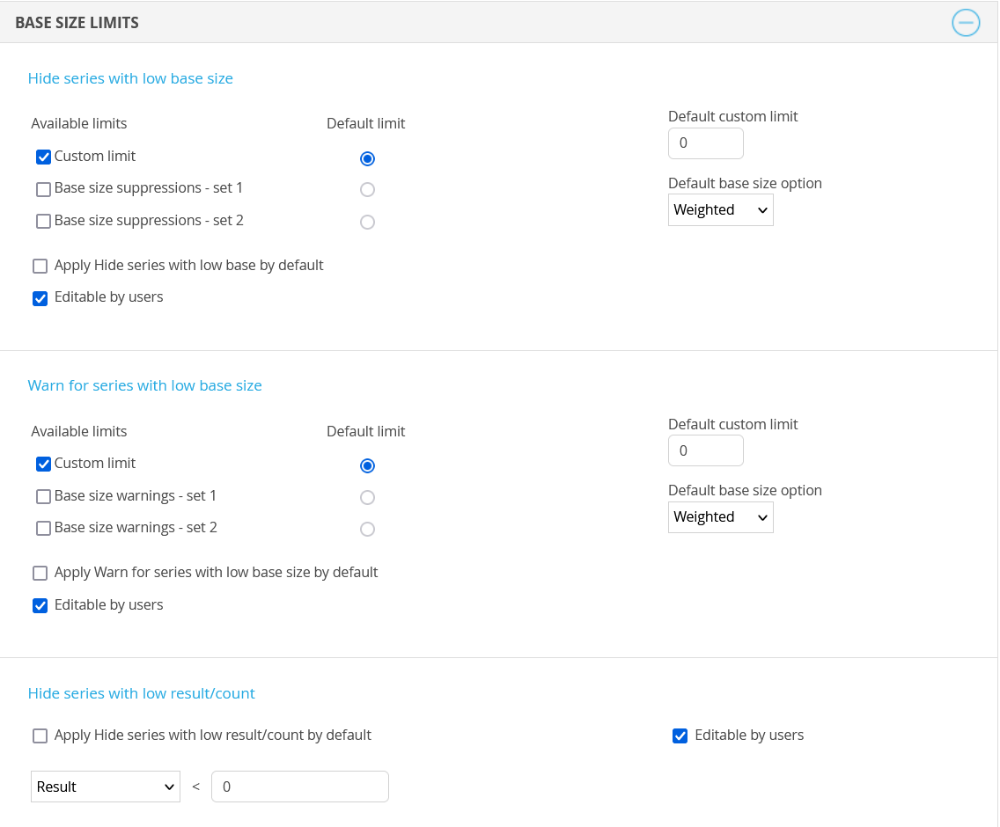 BASE SIZE LIMITS
Hide series with low base size
Available limits
Default limit
Default custom limit
Custom limit
0
Base size suppressions - set 1
Default base size option
Base size suppressions - set 2
Weighted
Apply Hide series with low base by default
Editable by users
Warn for series with low base size
Available limits
Default limit
Default custom limit
Custom limit
0
Base size warnings - set 1
Default base size option
Base size warnings - set 2
Weighted
Apply Warn for series with low base size by default
Editable by users
Hide series with low result/count
Apply Hide series with low result/count by default
Editable by users
Result < 0